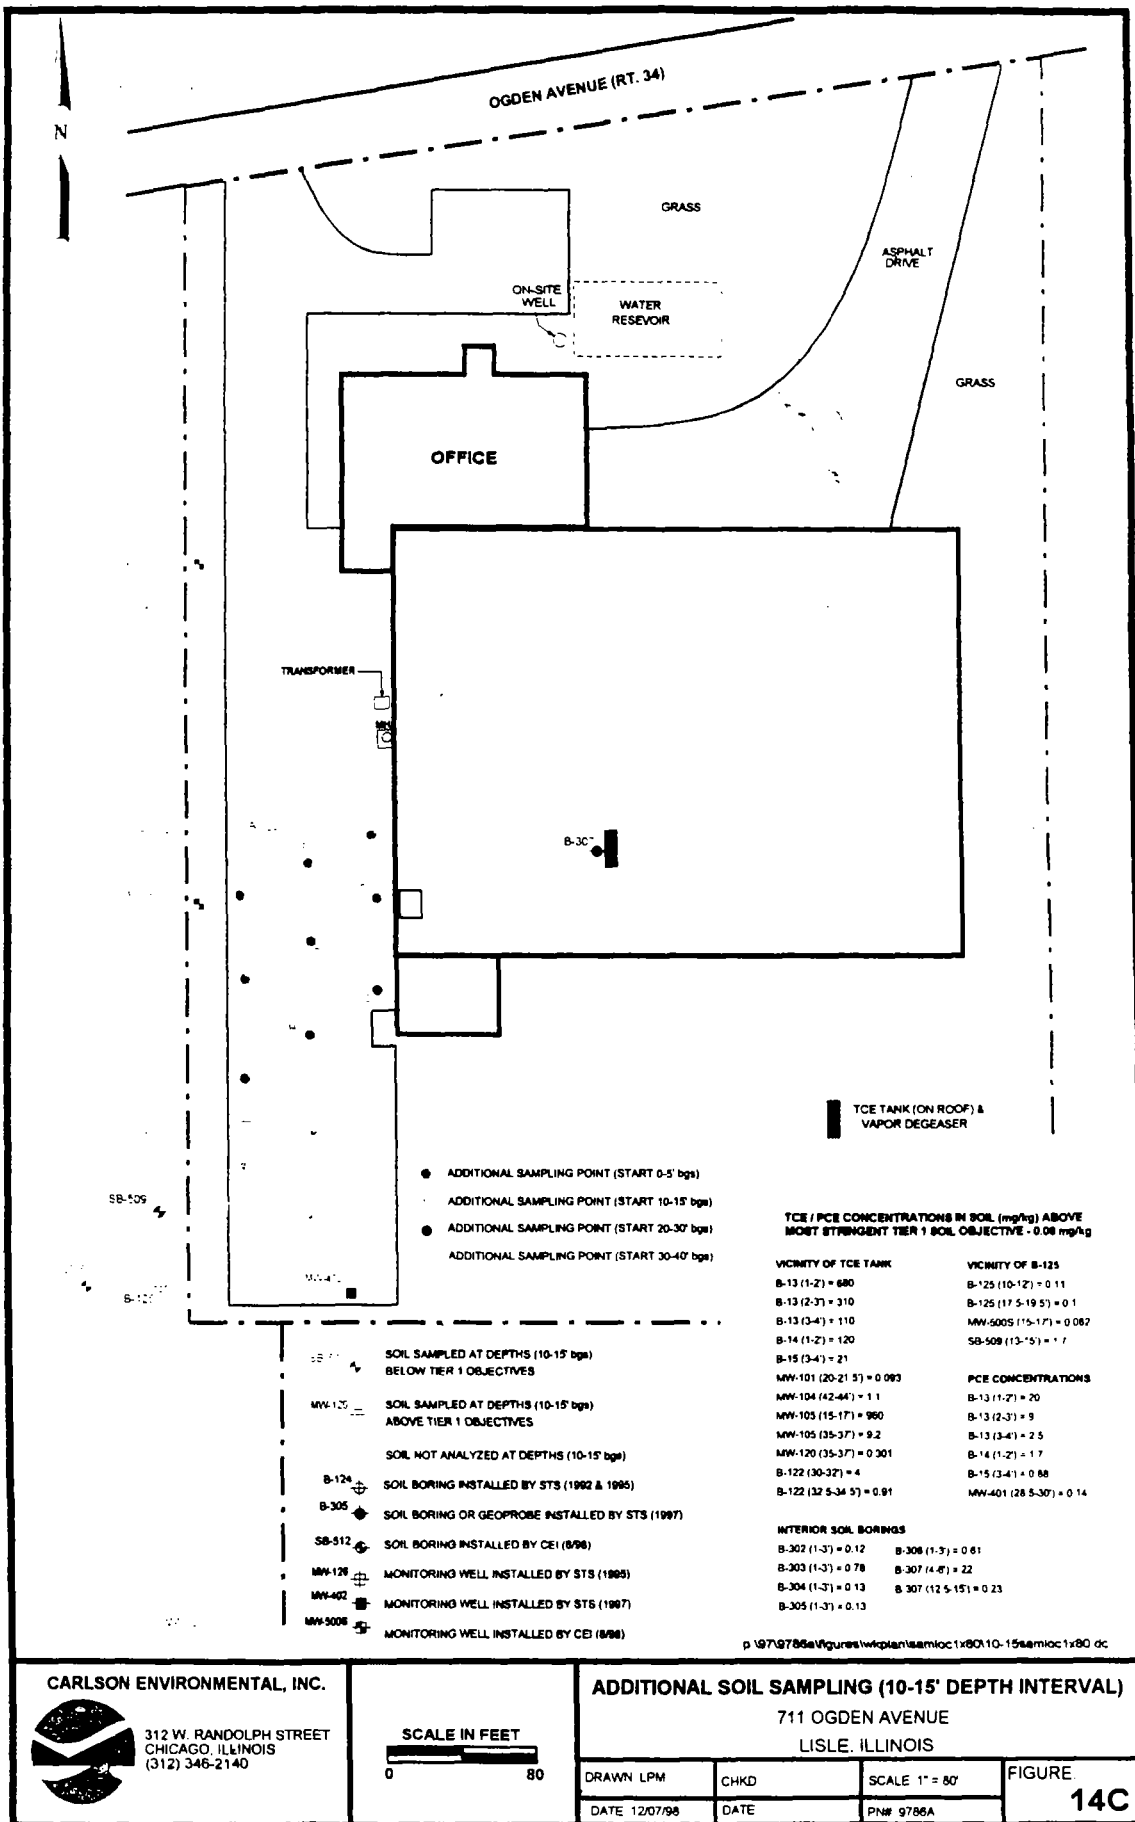 OGDEN AVENUE (RT. 34)
N
GRASS
ASPHALT
DRIVE
ON-SITE
WELL
WATER
RESEVOIR
GRASS
OFFICE
TRANSFORMER
MH
B-307
TCE TANK (ON ROOF) &
VAPOR DEGEASER
SB-509
● ADDITIONAL SAMPLING POINT (START 0-5' bgs)
ADDITIONAL SAMPLING POINT (START 10-15' bgs)
● ADDITIONAL SAMPLING POINT (START 20-30' bgs)
ADDITIONAL SAMPLING POINT (START 30-40' bgs)
TCE / PCE CONCENTRATIONS IN SOIL (mg/kg) ABOVE
MOST STRINGENT TIER 1 SOIL OBJECTIVE - 0.06 mg/kg
VICINITY OF TCE TANK
B-13 (1-2') = 680
B-13 (2-3') = 310
B-13 (3-4') = 110
B-14 (1-2') = 120
B-15 (3-4') = 21
MW-101 (20-21.5') = 0.093
MW-104 (42-44') = 1.1
MW-105 (15-17') = 960
MW-105 (35-37') = 9.2
MW-120 (35-37') = 0.301
B-122 (30-32') = 4
B-122 (32.5-34.5') = 0.91
VICINITY OF B-125
B-125 (10-12') = 0.11
B-125 (17.5-19.5') = 0.1
MW-500S (15-17') = 0.062
SB-509 (13-15') = 1.7
PCE CONCENTRATIONS
B-13 (1-2') = 20
B-13 (2-3') = 9
B-13 (3-4') = 2.5
B-14 (1-2') = 1.7
B-15 (3-4') = 0.88
MW-401 (28.5-30') = 0.14
INTERIOR SOIL BORINGS
B-302 (1-3') = 0.12
B-303 (1-3') = 0.78
B-304 (1-3') = 0.13
B-305 (1-3') = 0.13
B-306 (1-3') = 0.61
B-307 (4-6') = 22
B-307 (12.5-15') = 0.23
SOIL SAMPLED AT DEPTHS (10-15' bgs)
BELOW TIER 1 OBJECTIVES
SOIL SAMPLED AT DEPTHS (10-15' bgs)
ABOVE TIER 1 OBJECTIVES
SOIL NOT ANALYZED AT DEPTHS (10-15' bgs)
B-124 SOIL BORING INSTALLED BY STS (1992 & 1995)
B-305 SOIL BORING OR GEOPROBE INSTALLED BY STS (1997)
SB-512 SOIL BORING INSTALLED BY CEI (8/98)
MW-126 MONITORING WELL INSTALLED BY STS (1995)
MW-402 MONITORING WELL INSTALLED BY STS (1997)
MW-500S MONITORING WELL INSTALLED BY CEI (8/98)
CARLSON ENVIRONMENTAL, INC.
312 W. RANDOLPH STREET
CHICAGO, ILLINOIS
(312) 346-2140
SCALE IN FEET
0 80
ADDITIONAL SOIL SAMPLING (10-15' DEPTH INTERVAL)
711 OGDEN AVENUE
LISLE, ILLINOIS
DRAWN LPM
CHKD
SCALE 1" = 80'
FIGURE
14C
DATE 12/07/98
DATE
PN# 9786A